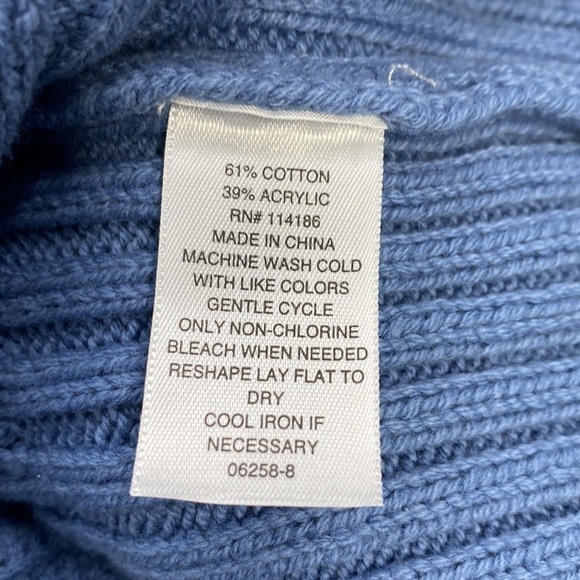 61% COTTON
39% ACRYLIC
RN# 114186
MADE IN CHINA
MACHINE WASH COLD
WITH LIKE COLORS
GENTLE CYCLE
ONLY NON-CHLORINE
BLEACH WHEN NEEDED
RESHAPE LAY FLAT TO
DRY
COOL IRON IF
NECESSARY
06258-8